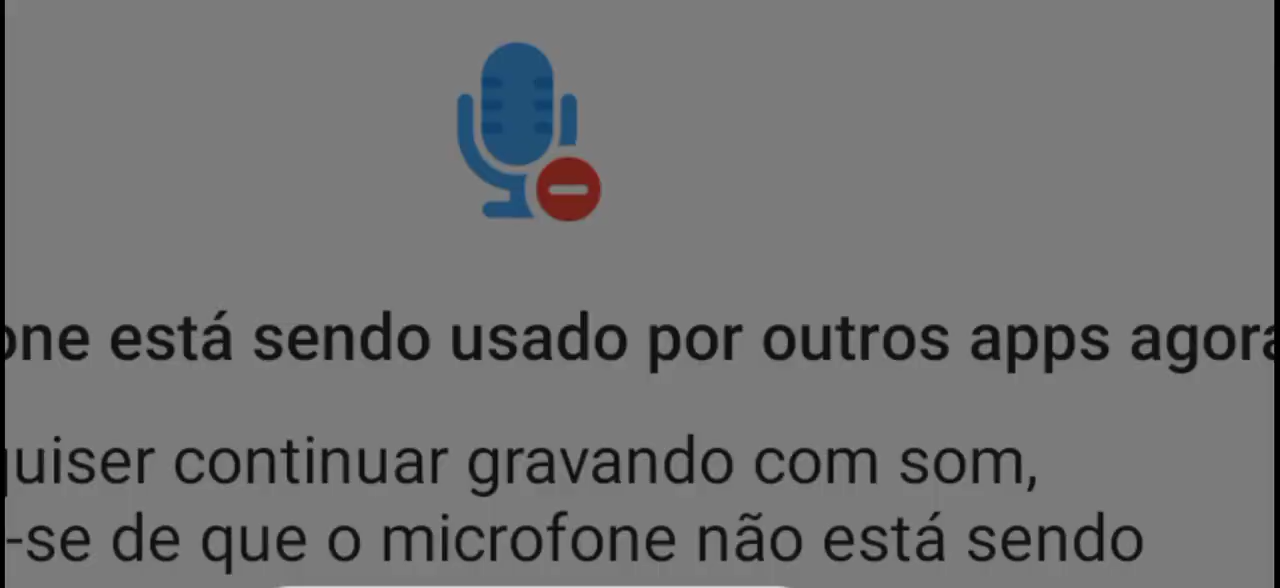 one está sendo usado por outros apps agora
uiser continuar gravando com som,
-se de que o microfone não está sendo